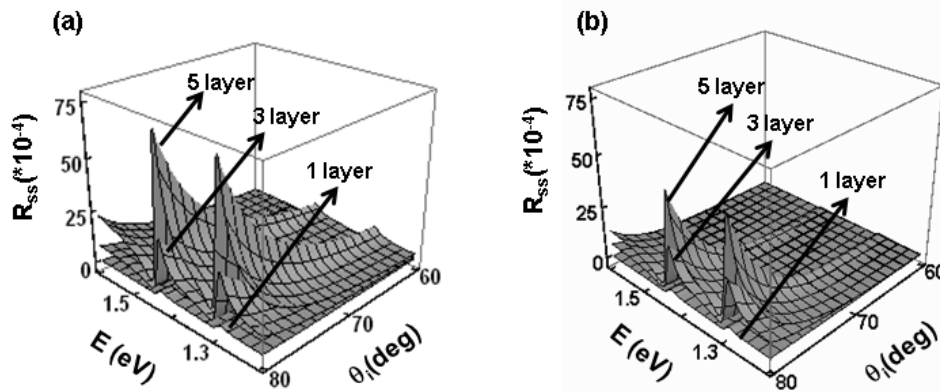 (a)
75
50
25
0
R_ss(*10^-4)
5 layer
3 layer
1 layer
1.5
1.3
E (eV)
80
70
60
θ_i(deg)
(b)
75
50
25
0
R_ss(*10^-4)
5 layer
3 layer
1 layer
1.5
1.3
E (eV)
80
70
60
θ_i(deg)